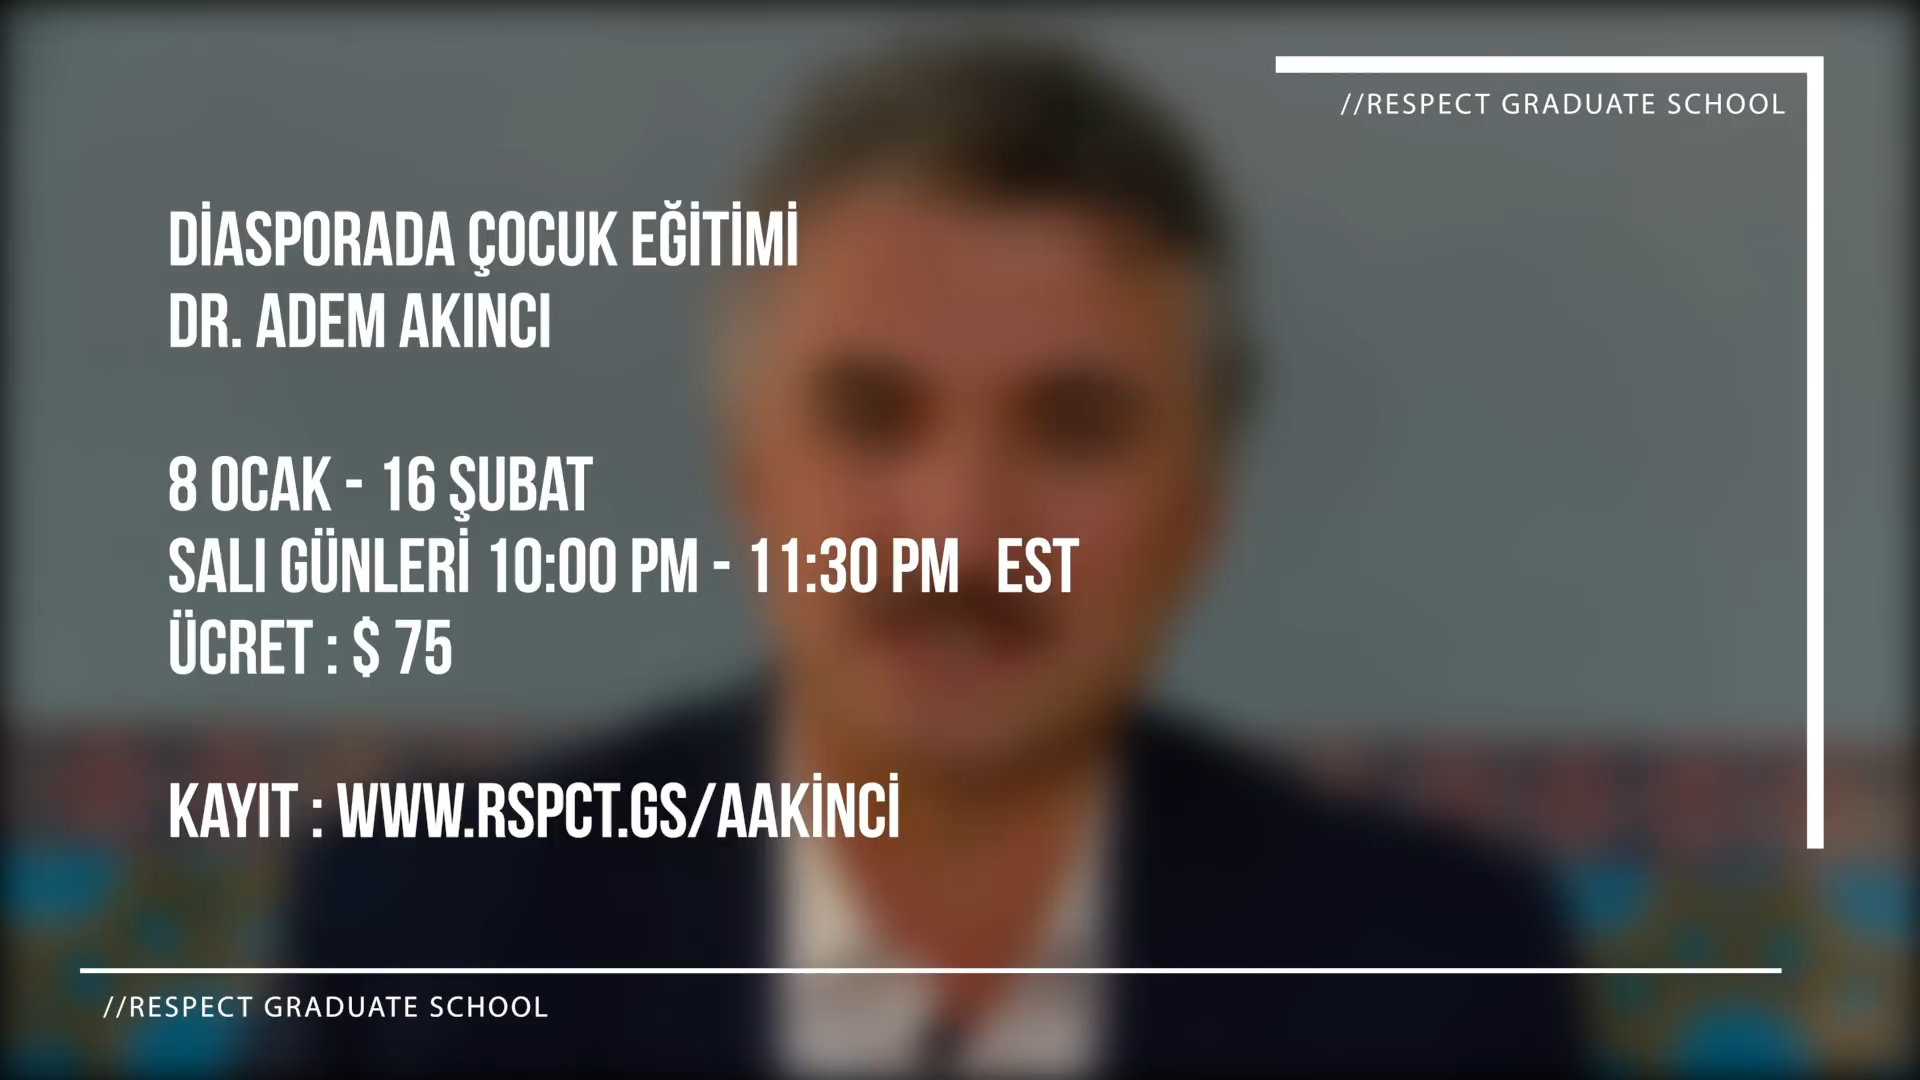 //RESPECT GRADUATE SCHOOL
DİASPORADA ÇOCUK EĞİTİMİ
DR. ADEM AKINCI
8 OCAK - 16 ŞUBAT
SALI GÜNLERİ 10:00 PM - 11:30 PM EST
ÜCRET : $ 75
KAYIT : WWW.RSPCT.GS/AAKİNCİ
//RESPECT GRADUATE SCHOOL